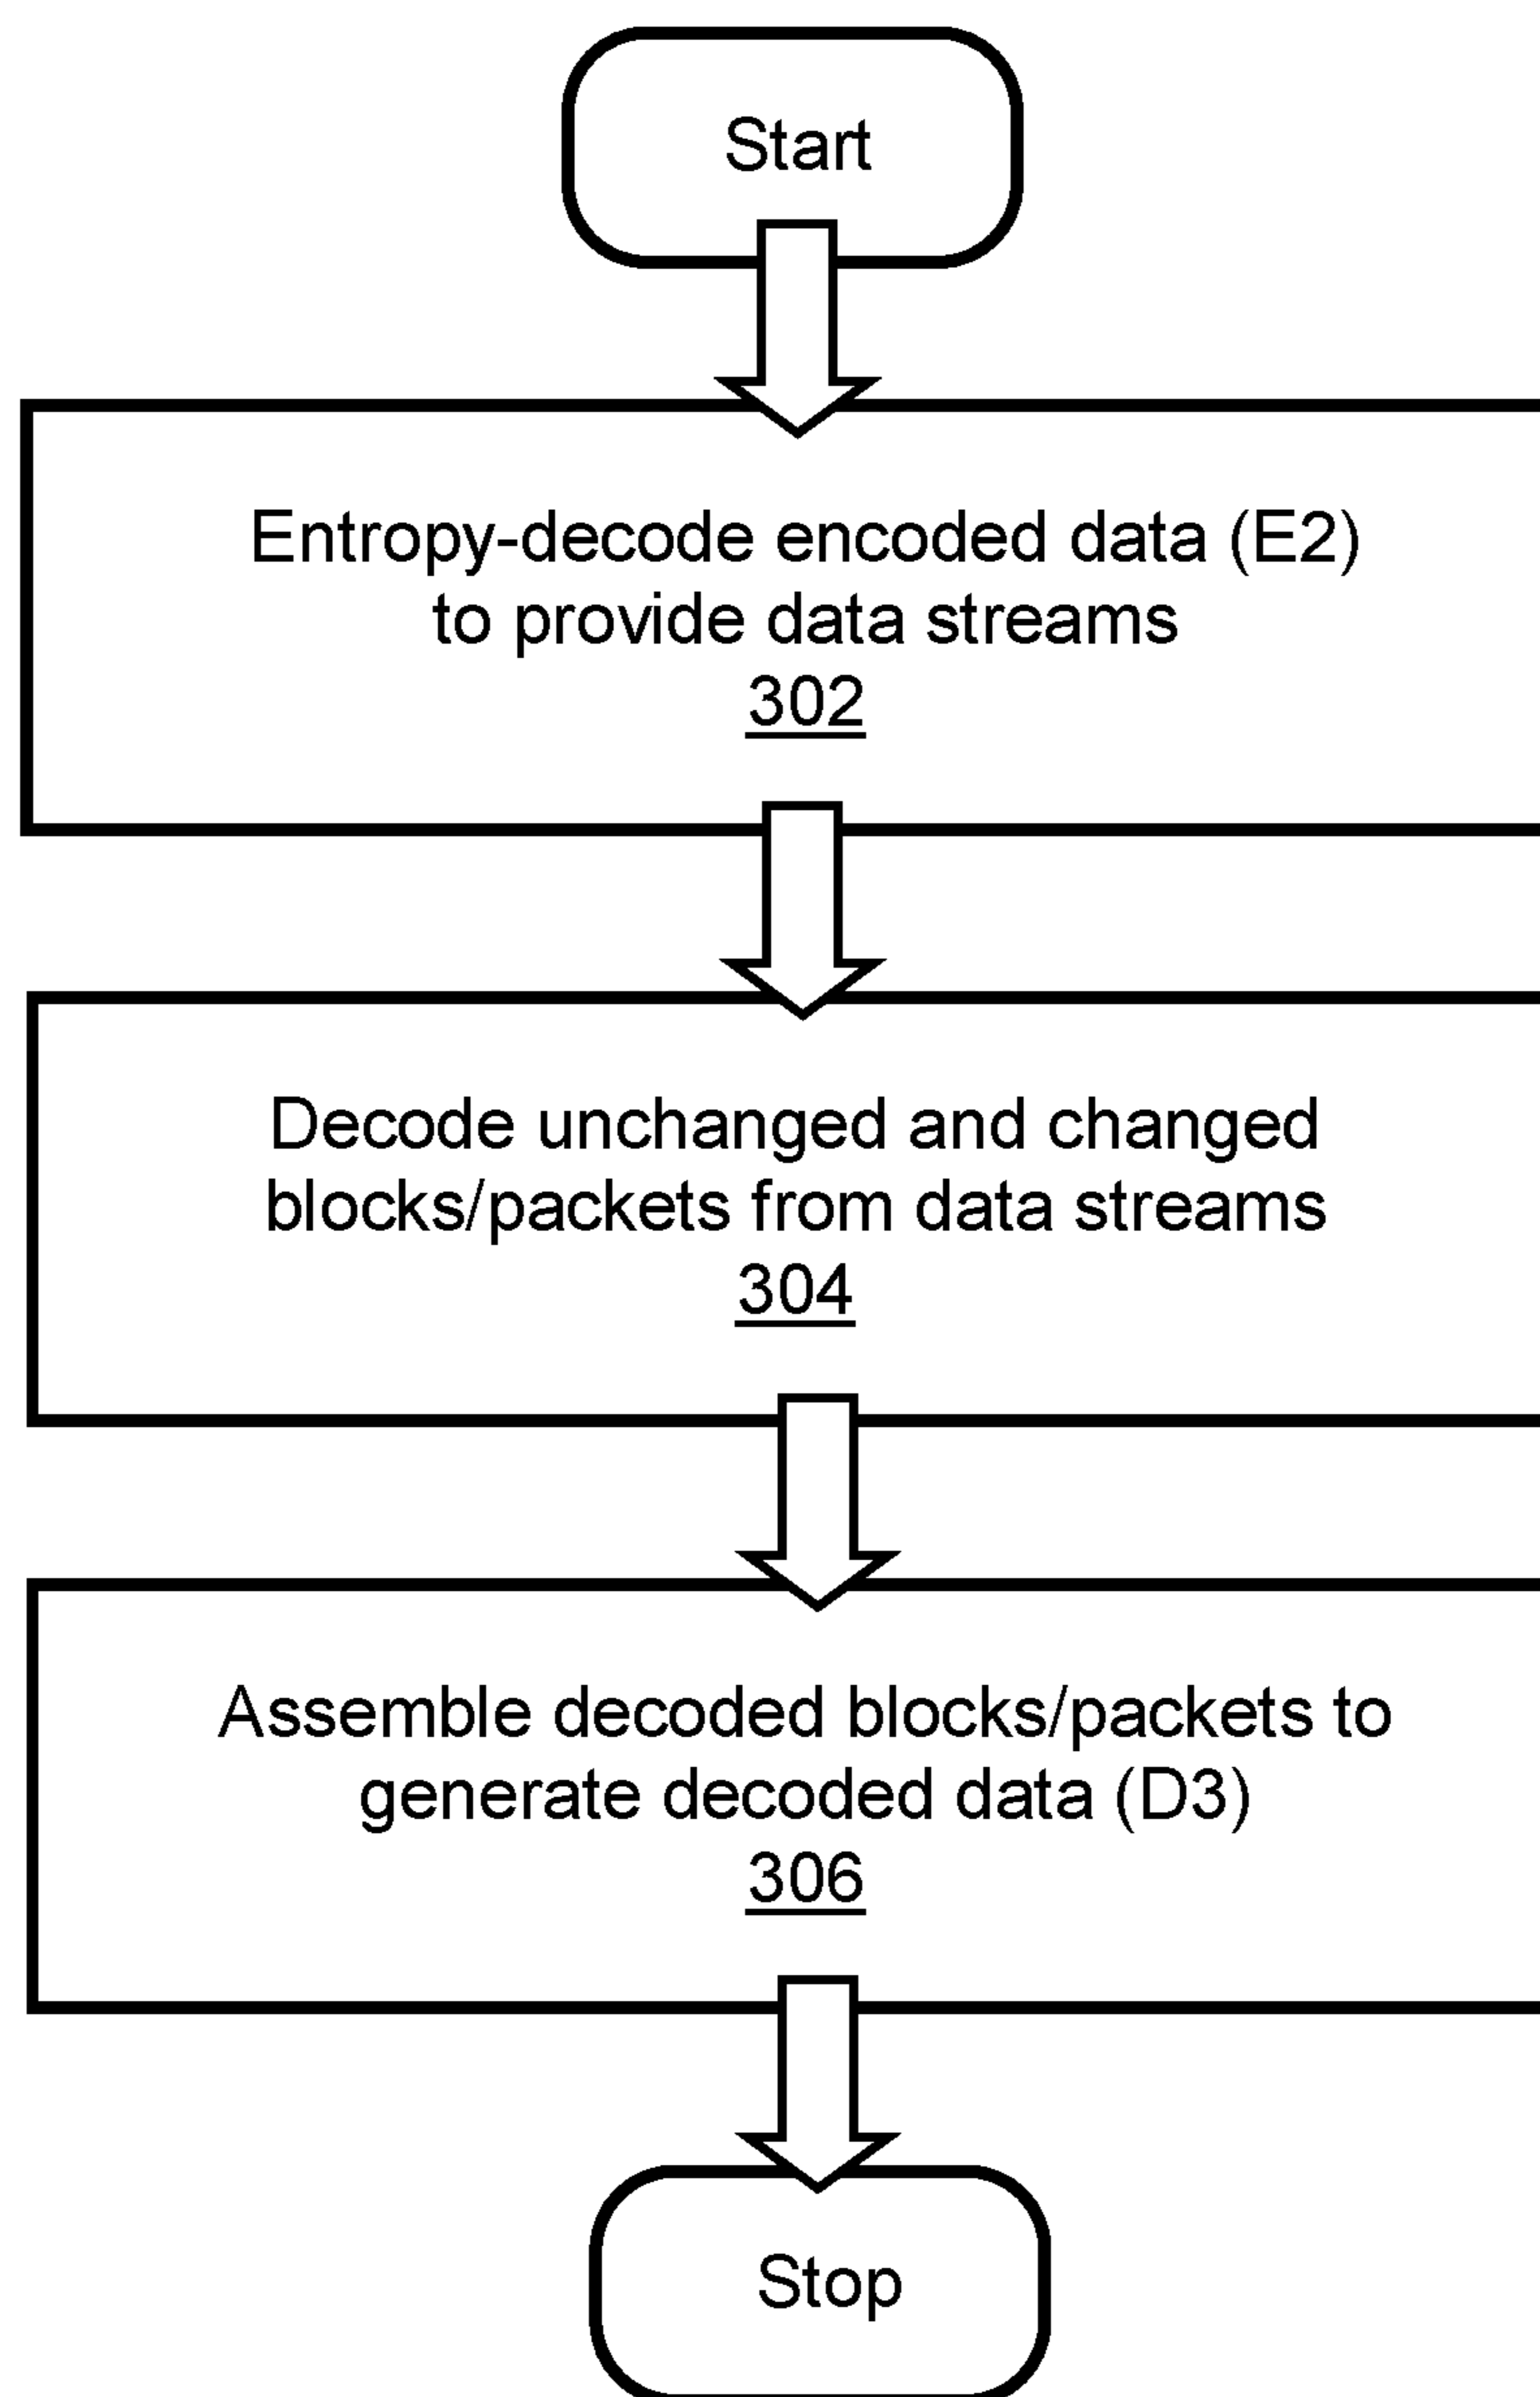 Start
Entropy-decode encoded data (E2)
to provide data streams
302
Decode unchanged and changed
blocks/packets from data streams
304
Assemble decoded blocks/packets to
generate decoded data (D3)
306
Stop